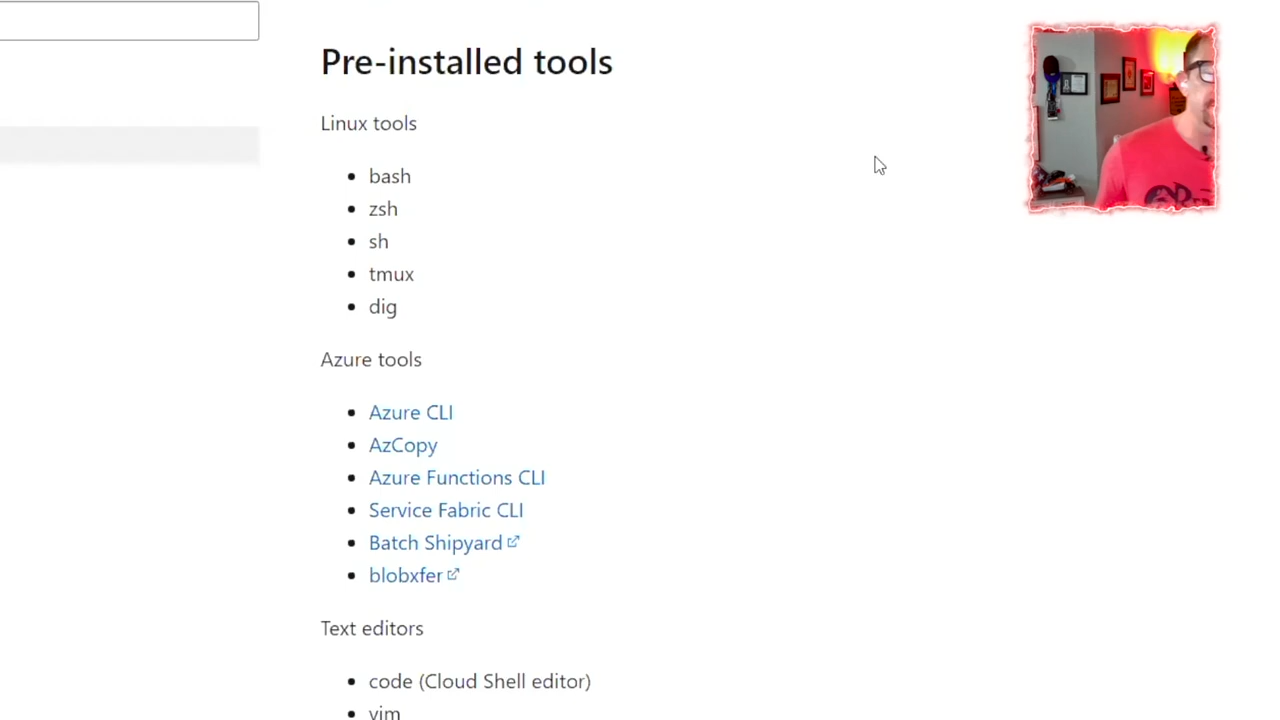 Pre-installed tools
Linux tools
bash
zsh
sh
tmux
dig
Azure tools
Azure CLI
AzCopy
Azure Functions CLI
Service Fabric CLI
Batch Shipyard
blobxfer
Text editors
code (Cloud Shell editor)
vim